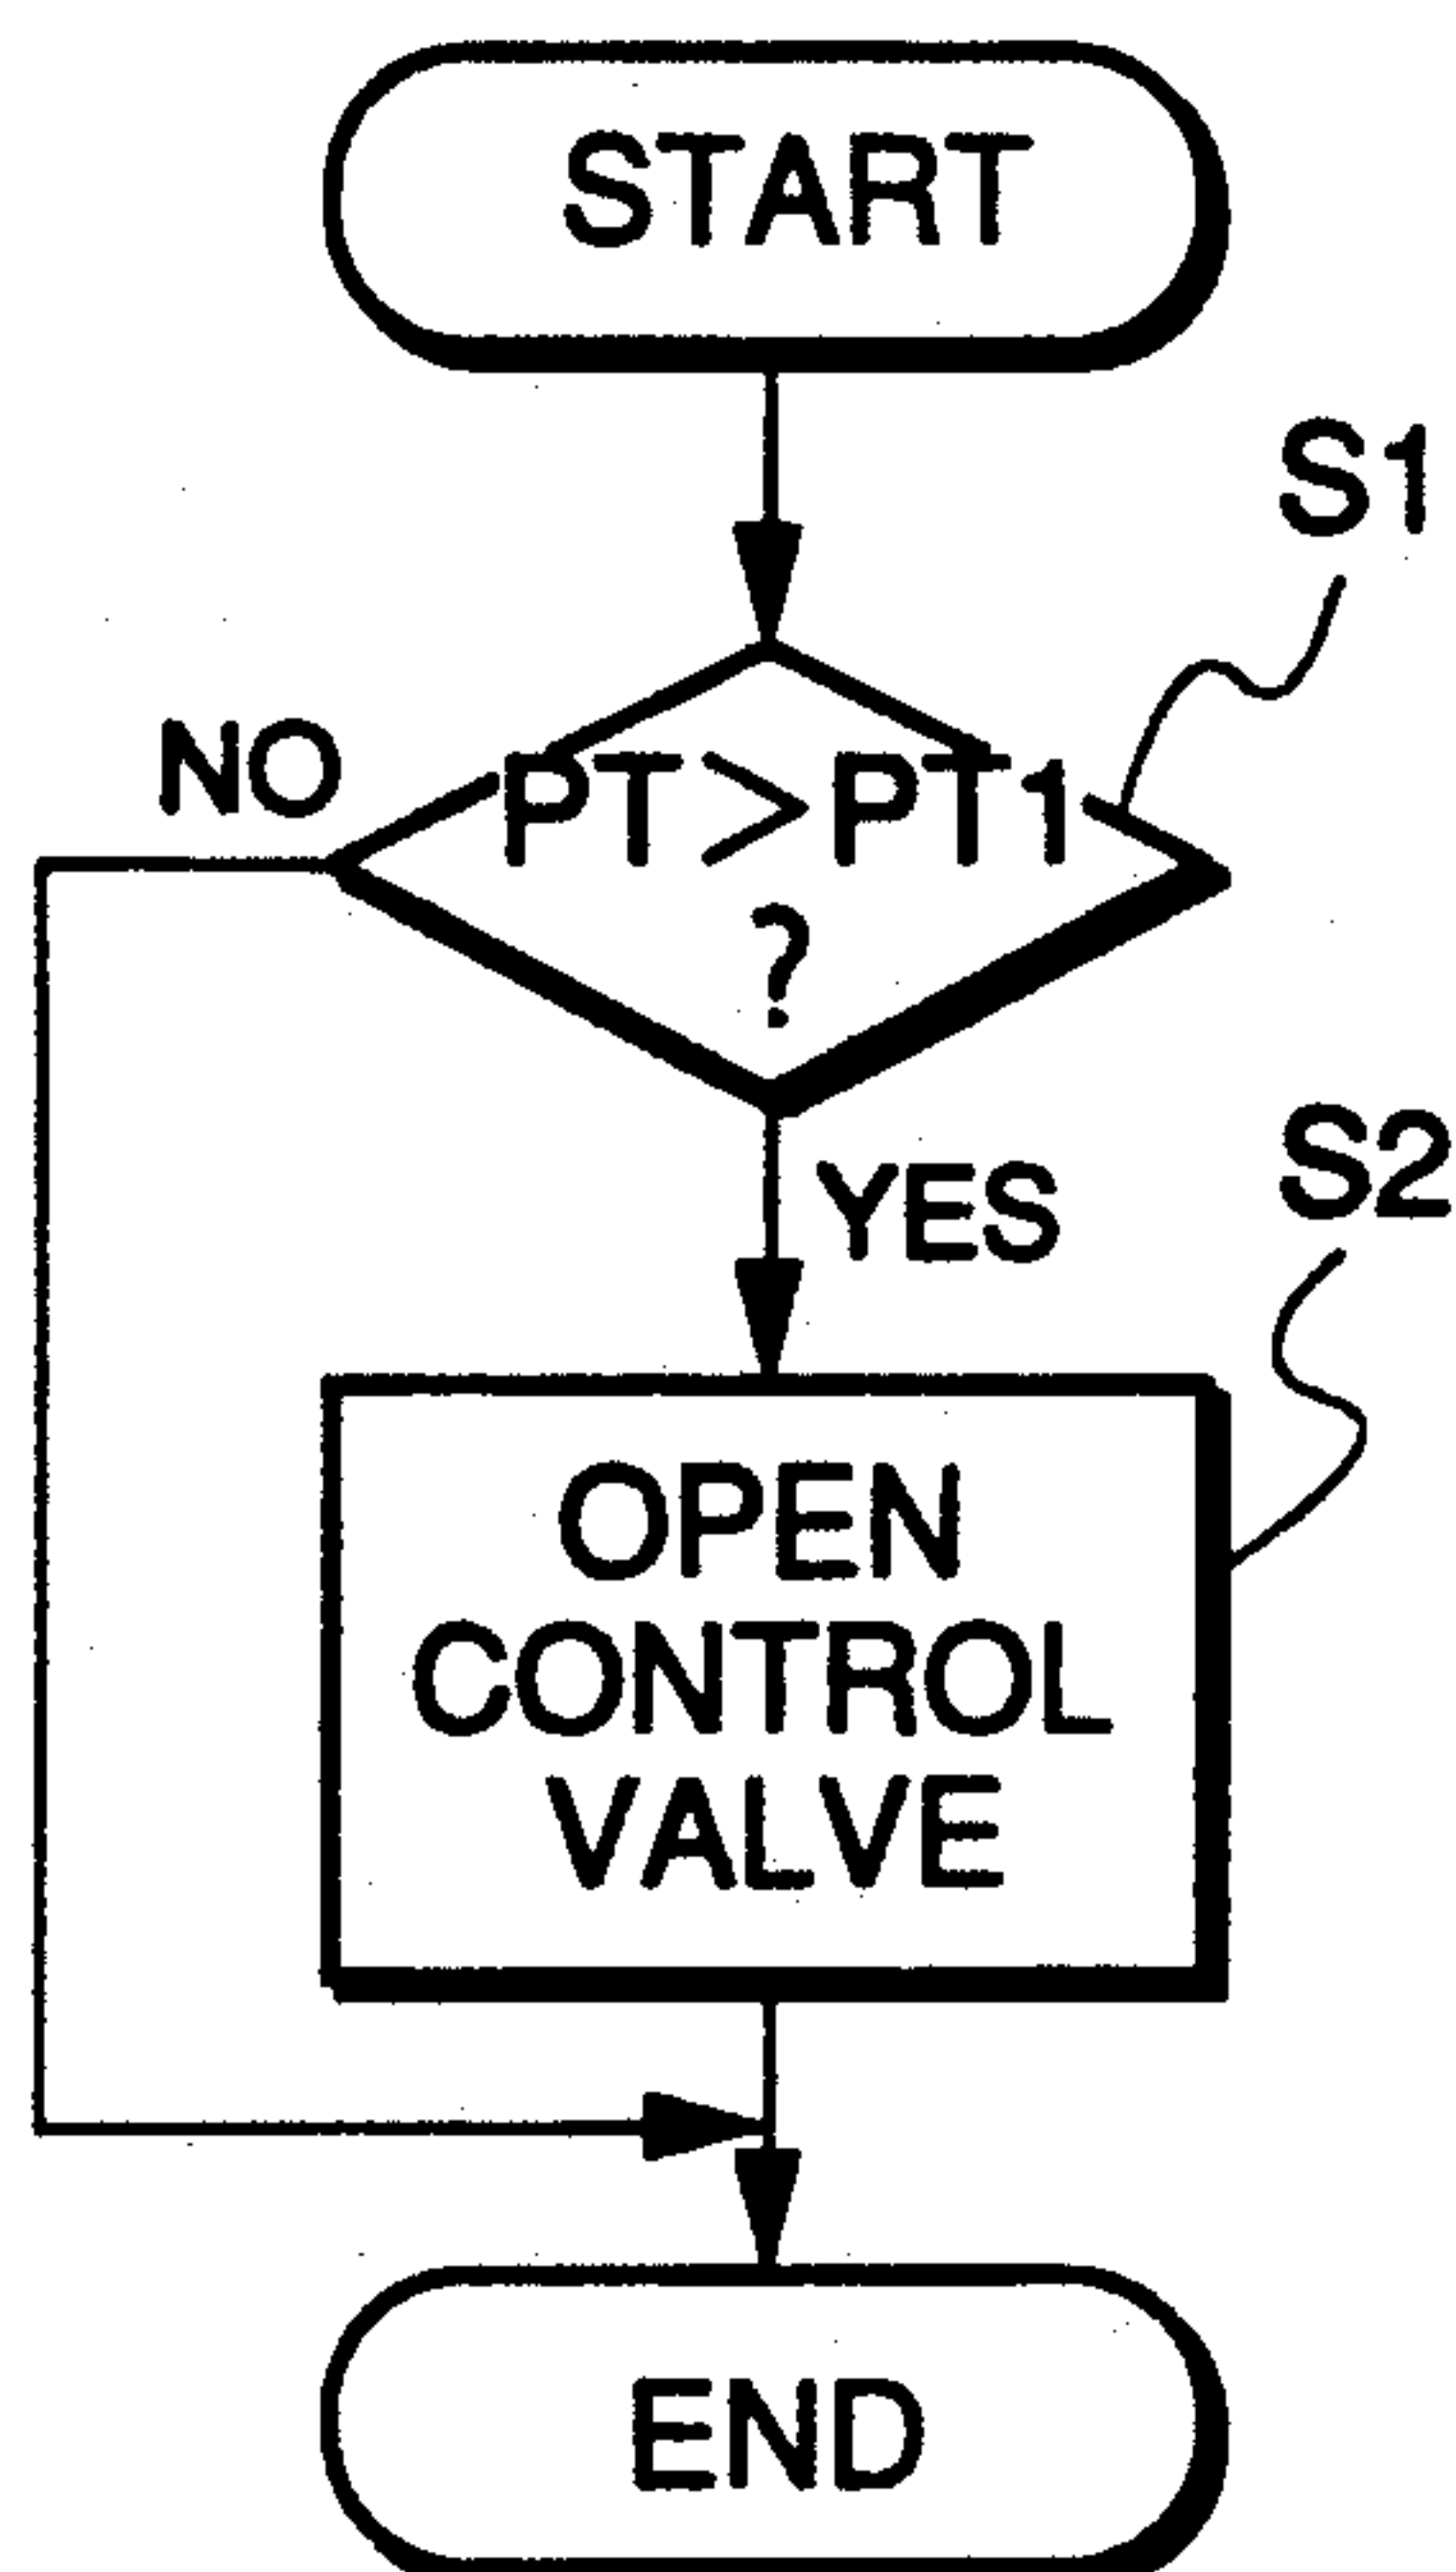 START
S1
NO
PT>PT1
?
YES
S2
OPEN
CONTROL
VALVE
END